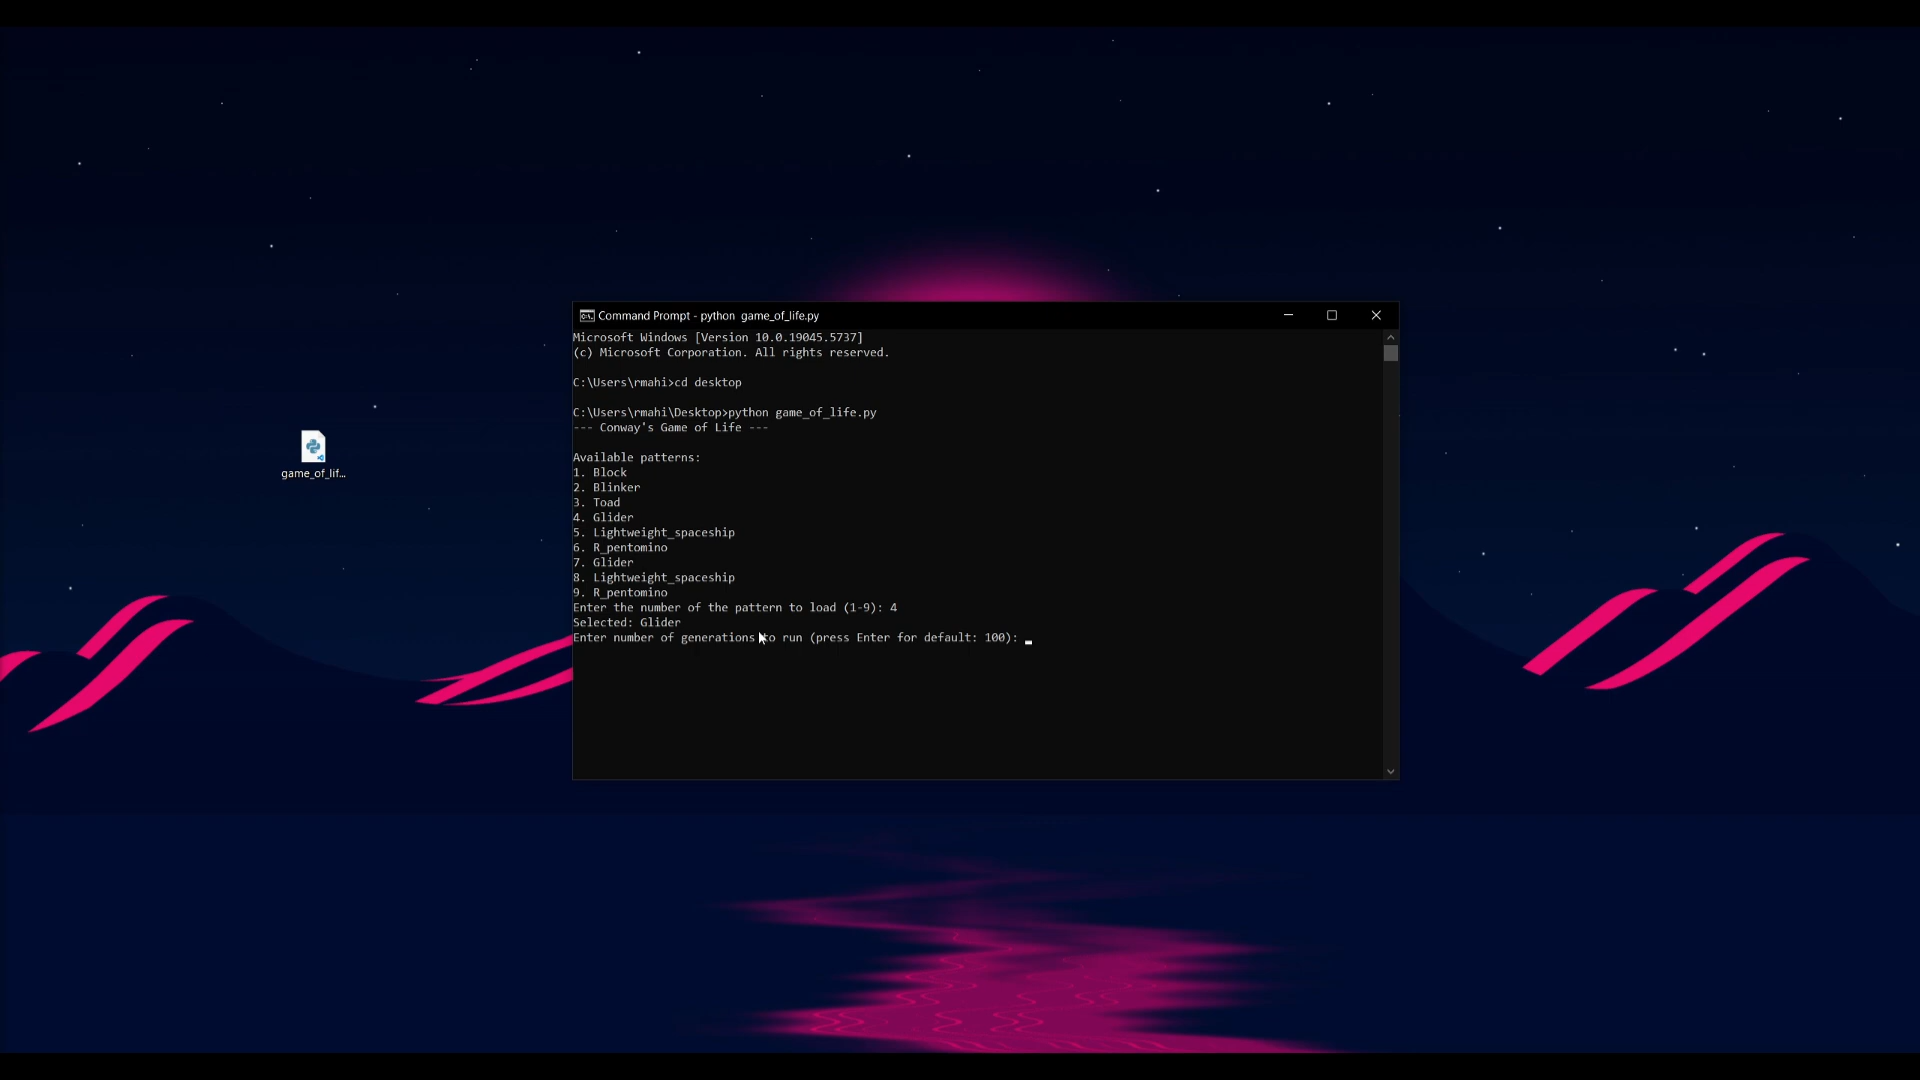 Command Prompt - python  game_of_life.py
Microsoft Windows [Version 10.0.19045.5737]
(c) Microsoft Corporation. All rights reserved.
C:\Users\rmahi>cd desktop
C:\Users\rmahi\Desktop>python game_of_life.py
--- Conway's Game of Life ---
Available patterns:
1. Block
2. Blinker
3. Toad
4. Glider
5. Lightweight_spaceship
6. R_pentomino
7. Glider
8. Lightweight_spaceship
9. R_pentomino
Enter the number of the pattern to load (1-9): 4
Selected: Glider
Enter number of generations to run (press Enter for default: 100):
game_of_lif...